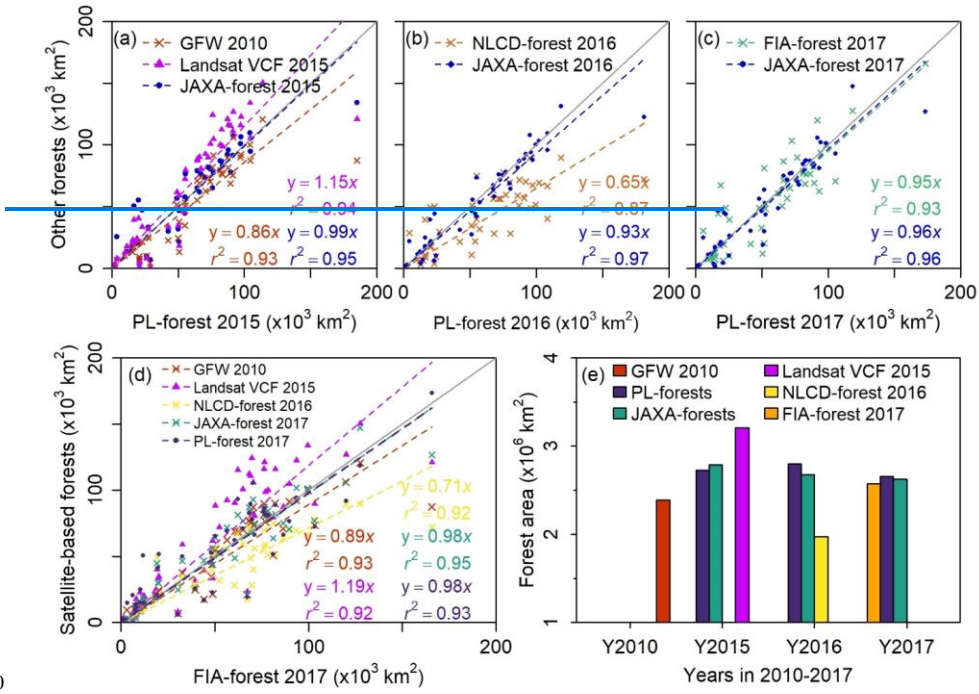 (a)
GFW 2010
Landsat VCF 2015
JAXA-forest 2015
y = 1.15x
r² = 0.94
y = 0.86x
r² = 0.93
y = 0.99x
r² = 0.95
200
100
0
Other forests (x10³ km²)
0 100 200
PL-forest 2015 (x10³ km²)
(b)
NLCD-forest 2016
JAXA-forest 2016
y = 0.65x
r² = 0.87
y = 0.93x
r² = 0.97
0 100 200
PL-forest 2016 (x10³ km²)
(c)
FIA-forest 2017
JAXA-forest 2017
y = 0.95x
r² = 0.93
y = 0.96x
r² = 0.96
0 100 200
PL-forest 2017 (x10³ km²)
(d)
GFW 2010
Landsat VCF 2015
NLCD-forest 2016
JAXA-forest 2017
PL-forest 2017
y = 0.71x
r² = 0.92
y = 0.89x
r² = 0.93
y = 0.98x
r² = 0.95
y = 1.19x
r² = 0.92
y = 0.98x
r² = 0.93
200
100
0
Satellite-based forests (x10³ km²)
0 100 200
FIA-forest 2017 (x10³ km²)
(e)
GFW 2010
PL-forests
JAXA-forests
Landsat VCF 2015
NLCD-forest 2016
FIA-forest 2017
4
3
2
1
Forest area (x10⁶ km²)
Y2010 Y2015 Y2016 Y2017
Years in 2010-2017